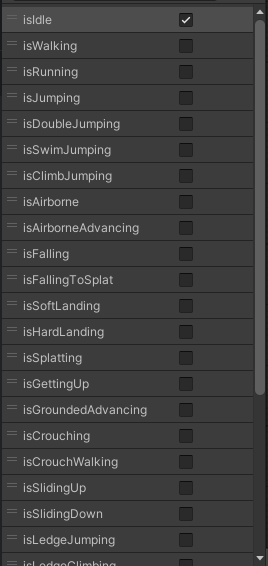 isIdle
isWalking
isRunning
isJumping
isDoubleJumping
isSwimJumping
isClimbJumping
isAirborne
isAirborneAdvancing
isFalling
isFallingToSplat
isSoftLanding
isHardLanding
isSplatting
isGettingUp
isGroundedAdvancing
isCrouching
isCrouchWalking
isSlidingUp
isSlidingDown
isLedgeJumping
isLedgeClimbing